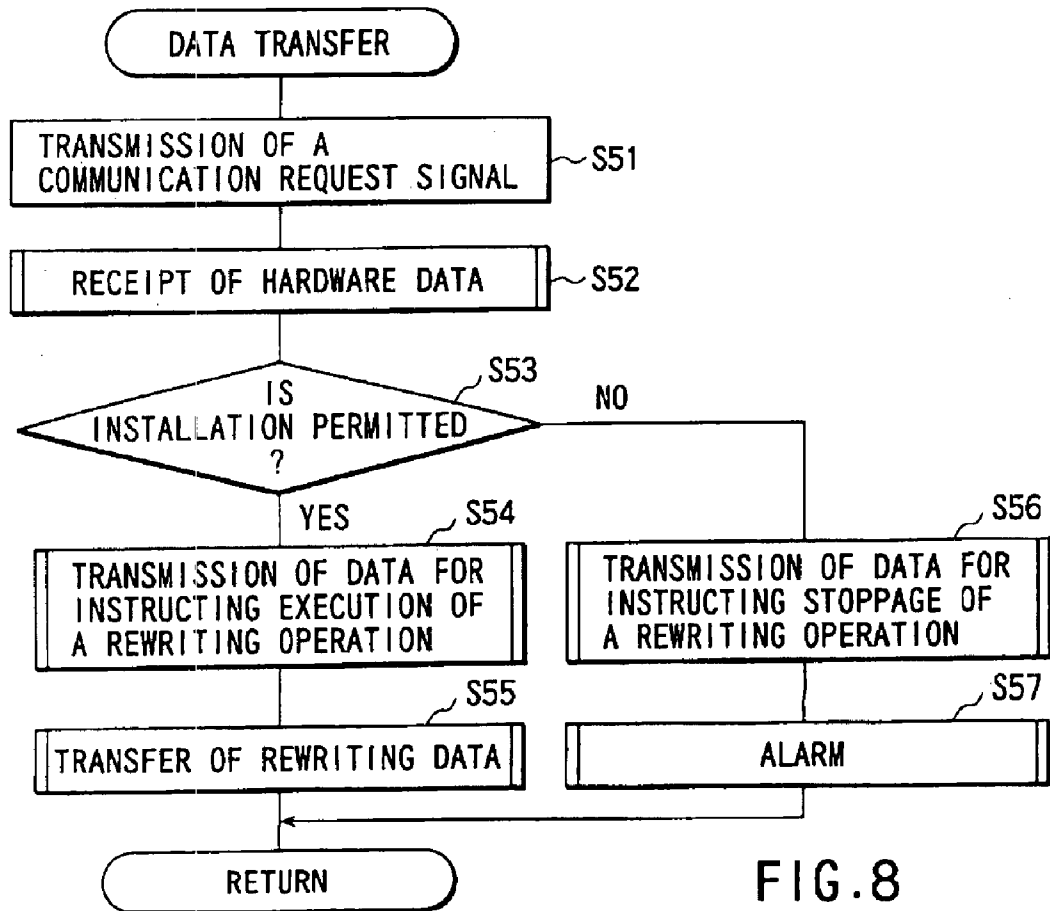 DATA TRANSFER
TRANSMISSION OF A
COMMUNICATION REQUEST SIGNAL
S51
RECEIPT OF HARDWARE DATA
S52
S53
IS
INSTALLATION PERMITTED
?
NO
YES
S54
TRANSMISSION OF DATA FOR
INSTRUCTING EXECUTION OF
A REWRITING OPERATION
S56
TRANSMISSION OF DATA FOR
INSTRUCTING STOPPAGE OF
A REWRITING OPERATION
S55
TRANSFER OF REWRITING DATA
S57
ALARM
RETURN
FIG.8